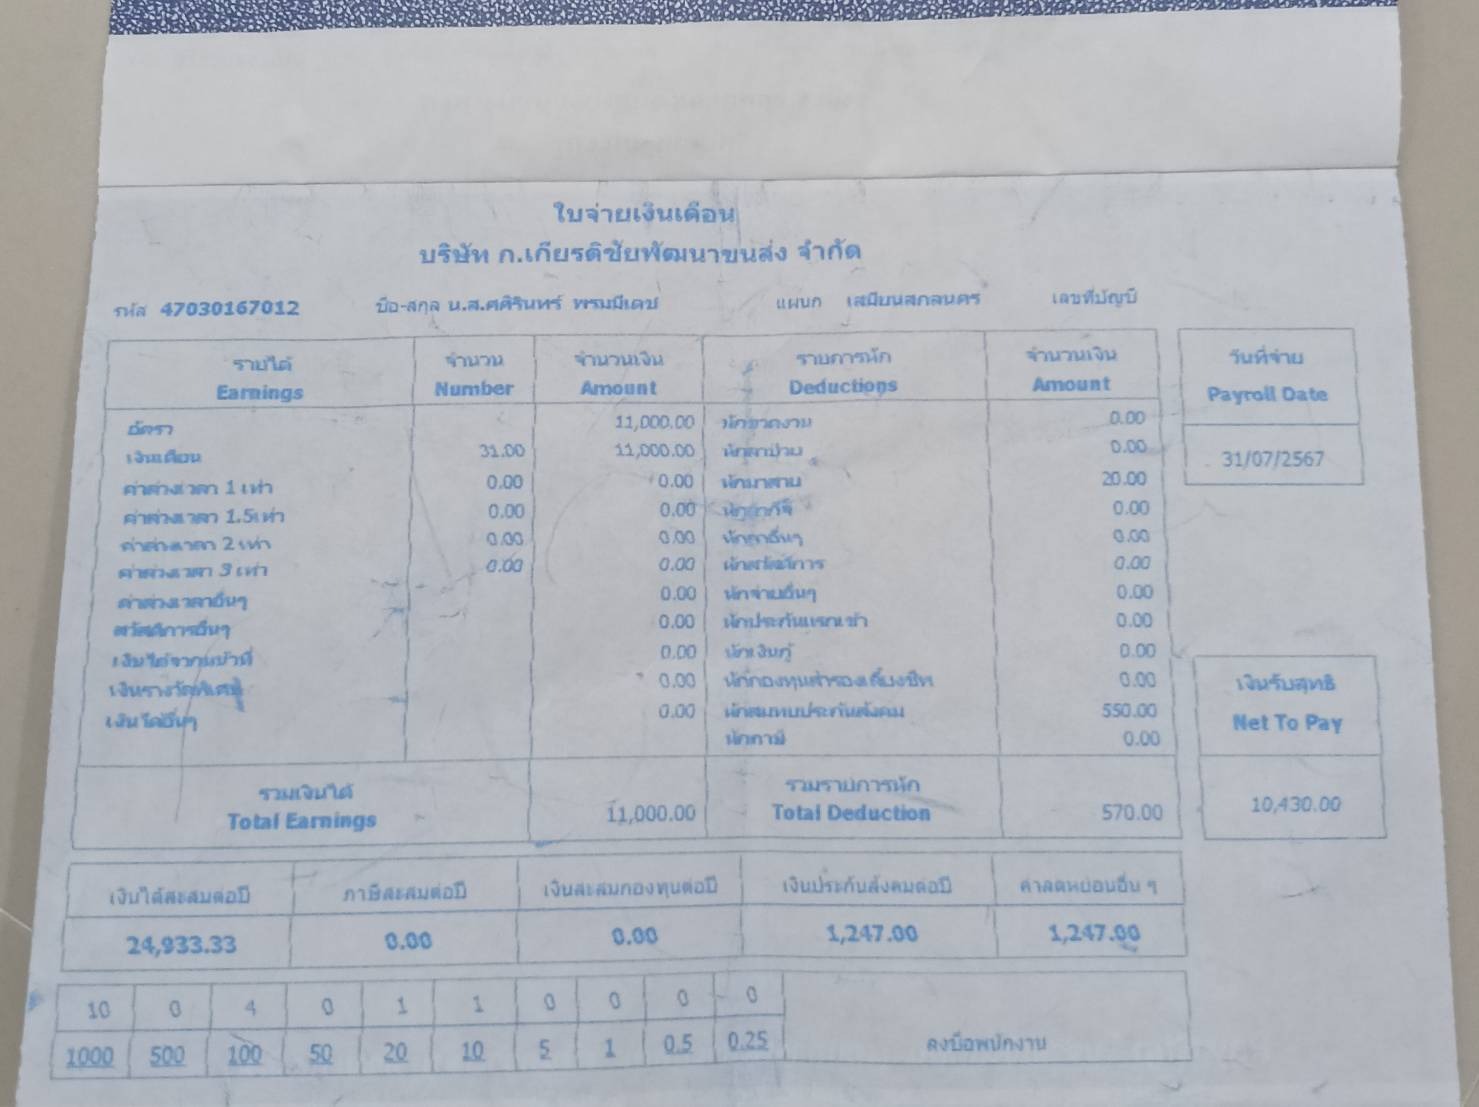 ใบจ่ายเงินเดือน
บริษัท ก.เกียรติชัยพัฒนาขนส่ง จำกัด
รหัส 47030167012 ชื่อ-สกุล น.ส.ศศิรินทร์ พรมมีเดช แผนก เสมียนสกลนคร เลขที่บัญชี
รายได้ จำนวน จำนวนเงิน รายการหัก จำนวนเงิน วันที่จ่าย
Earnings Number Amount Deductions Amount Payroll Date
อัตรา 11,000.00 หักขาดงาน 0.00
เงินเดือน 31.00 11,000.00 หักลาป่วย 0.00 31/07/2567
ค่าล่วงเวลา 1 เท่า 0.00 0.00 หักมาสาย 20.00
ค่าล่วงเวลา 1.5เท่า 0.00 0.00 หักลากิจ 0.00
ค่าล่วงเวลา 2 เท่า 0.00 0.00 หักลาอื่นๆ 0.00
ค่าล่วงเวลา 3 เท่า 0.00 0.00 หักสวัสดิการ 0.00
ค่าล่วงเวลาอื่นๆ 0.00 หักจ่ายอื่นๆ 0.00
สวัสดิการอื่นๆ 0.00 หักประกันแรกเข้า 0.00
เงินได้จากหน้าที่ 0.00 หักเงินกู้ 0.00
เงินรางวัลพิเศษ 0.00 หักกองทุนสำรองเลี้ยงชีพ 0.00
เงินได้อื่นๆ 0.00 หักสมทบประกันสังคม 550.00
หักภาษี 0.00
เงินรับสุทธิ
Net To Pay
รวมเงินได้ รวมรายการหัก
Total Earnings 11,000.00 Total Deduction 570.00 10,430.00
เงินได้สะสมต่อปี ภาษีสะสมต่อปี เงินสะสมกองทุนต่อปี เงินประกันสังคมต่อปี ค่าลดหย่อนอื่น ๆ
24,933.33 0.00 0.00 1,247.00 1,247.00
10 0 4 0 1 1 0 0 0 0
1000 500 100 50 20 10 5 1 0.5 0.25 ลงชื่อพนักงาน